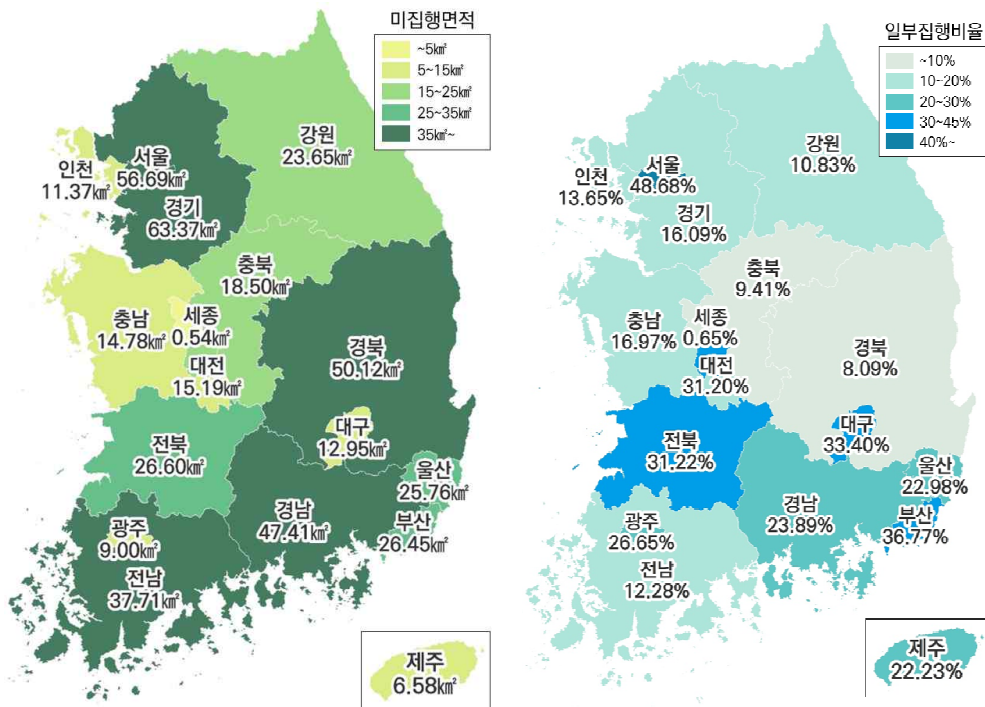 미집행면적
~5㎢
5~15㎢
15~25㎢
25~35㎢
35㎢~
강원
23.65㎢
인천
11.37㎢
서울
56.69㎢
경기
63.37㎢
충북
18.50㎢
충남
14.78㎢
세종
0.54㎢
대전
15.19㎢
경북
50.12㎢
대구
12.95㎢
전북
26.60㎢
울산
25.76㎢
경남
47.41㎢
부산
26.45㎢
광주
9.00㎢
전남
37.71㎢
제주
6.58㎢
일부집행비율
~10%
10~20%
20~30%
30~45%
40%~
강원
10.83%
서울
48.68%
인천
13.65%
경기
16.09%
충북
9.41%
충남
16.97%
세종
0.65%
대전
31.20%
경북
8.09%
대구
33.40%
전북
31.22%
울산
22.98%
경남
23.89%
부산
36.77%
광주
26.65%
전남
12.28%
제주
22.23%